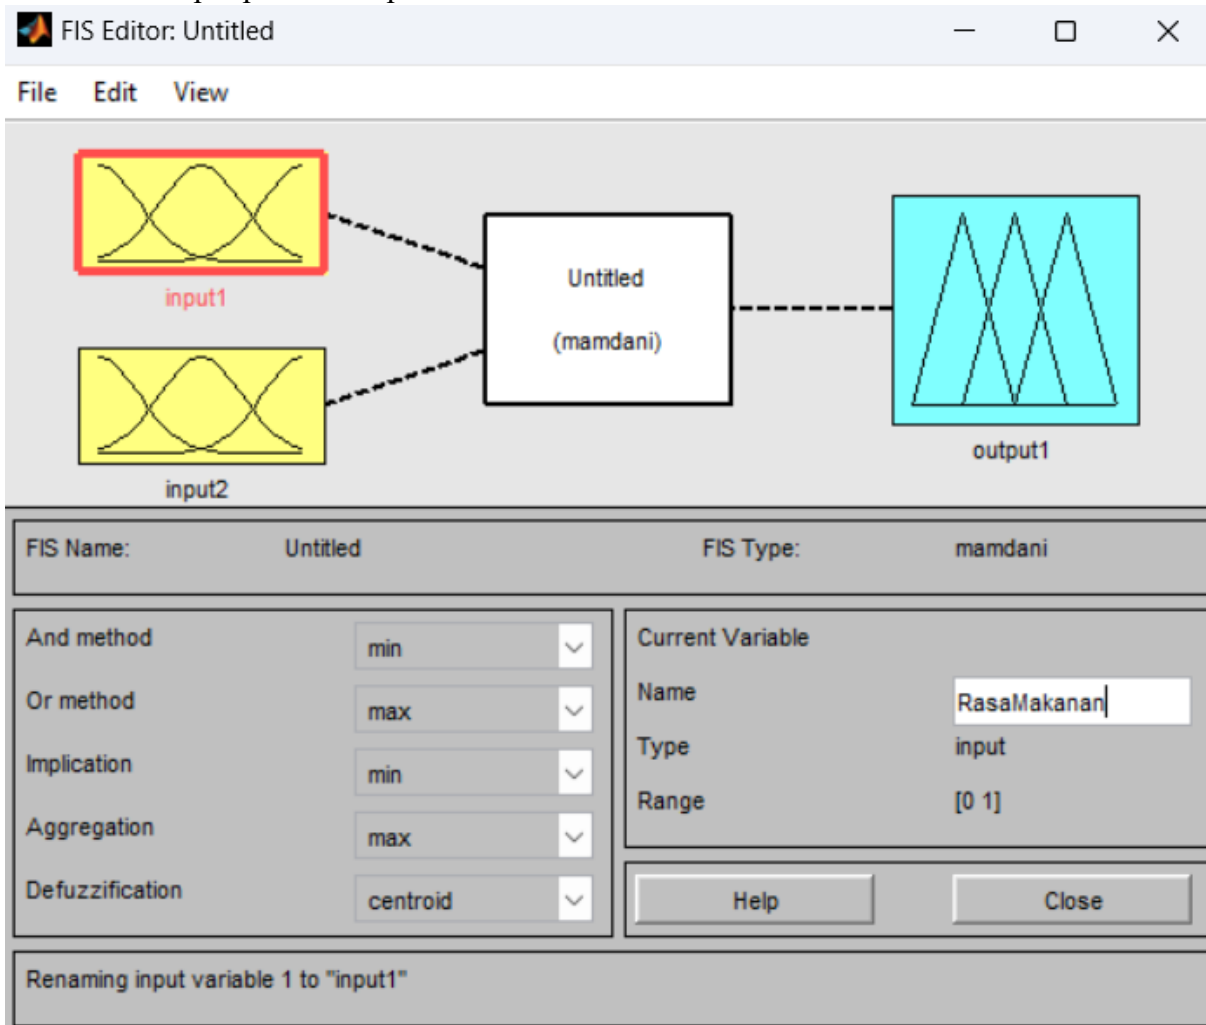 FIS Editor: Untitled
File Edit View
input1
input2
Untitled
(mamdani)
output1
FIS Name: Untitled FIS Type: mamdani
And method min
Or method max
Implication min
Aggregation max
Defuzzification centroid
Current Variable
Name RasaMakanan
Type input
Range [0 1]
Help Close
Renaming input variable 1 to "input1"